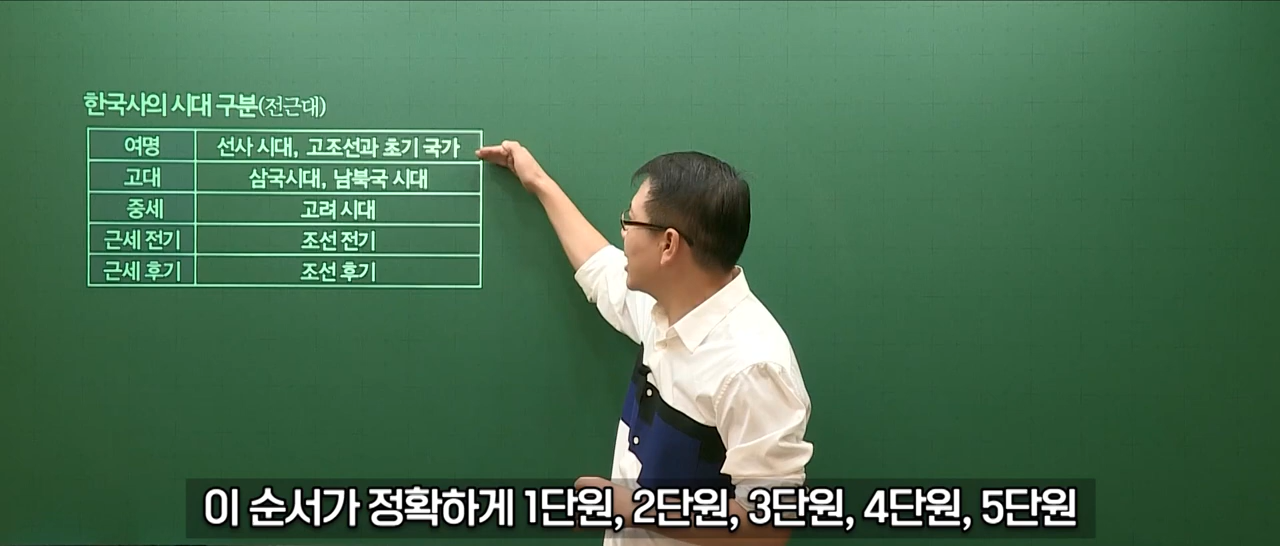 한국사의 시대 구분(전근대)
여명 선사 시대, 고조선과 초기 국가
고대 삼국시대, 남북국 시대
중세 고려 시대
근세 전기 조선 전기
근세 후기 조선 후기
이 순서가 정확하게 1단원, 2단원, 3단원, 4단원, 5단원